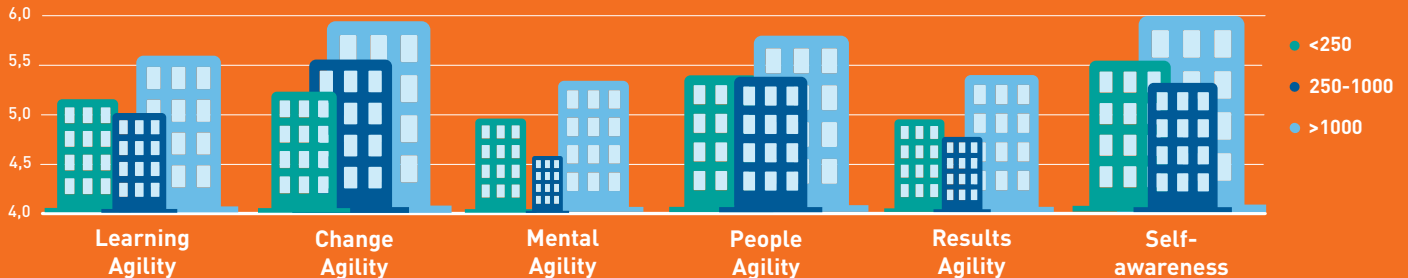 6,0
5,5
5,0
4,5
4,0
<250
250-1000
>1000
Learning
Agility
Change
Agility
Mental
Agility
People
Agility
Results
Agility
Self-
awareness